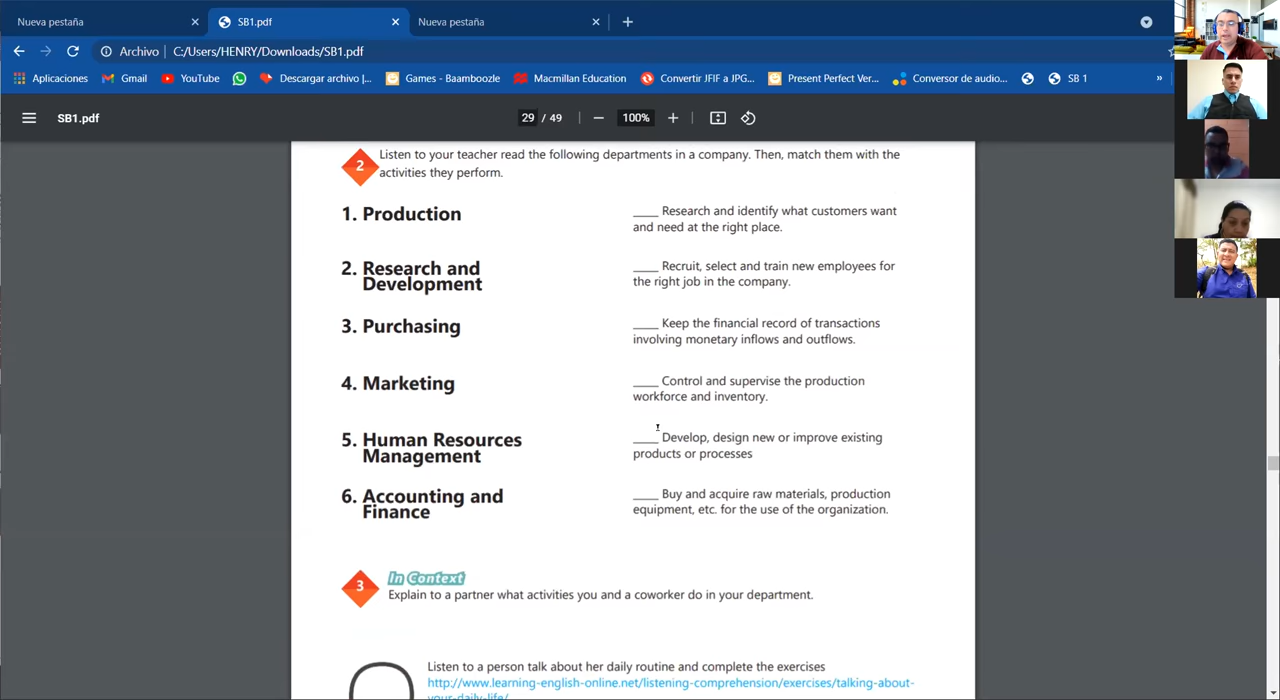 Nueva pestaña
SB1.pdf
Nueva pestaña
Archivo C:/Users/HENRY/Downloads/SB1.pdf
Aplicaciones Gmail YouTube Descargar archivo |... Games - Baamboozle Macmillan Education Convertir JFIF a JPG... Present Perfect Ver... Conversor de audio... SB 1 »
SB1.pdf 29 / 49 100%
2 Listen to your teacher read the following departments in a company. Then, match them with the
activities they perform.
1. Production
____ Research and identify what customers want
and need at the right place.
2. Research and
Development
____ Recruit, select and train new employees for
the right job in the company.
3. Purchasing
____ Keep the financial record of transactions
involving monetary inflows and outflows.
4. Marketing
____ Control and supervise the production
workforce and inventory.
5. Human Resources
Management
____ Develop, design new or improve existing
products or processes
6. Accounting and
Finance
____ Buy and acquire raw materials, production
equipment, etc. for the use of the organization.
3 In Context
Explain to a partner what activities you and a coworker do in your department.
Listen to a person talk about her daily routine and complete the exercises
http://www.learning-english-online.net/listening-comprehension/exercises/talking-about-
your-daily-life/